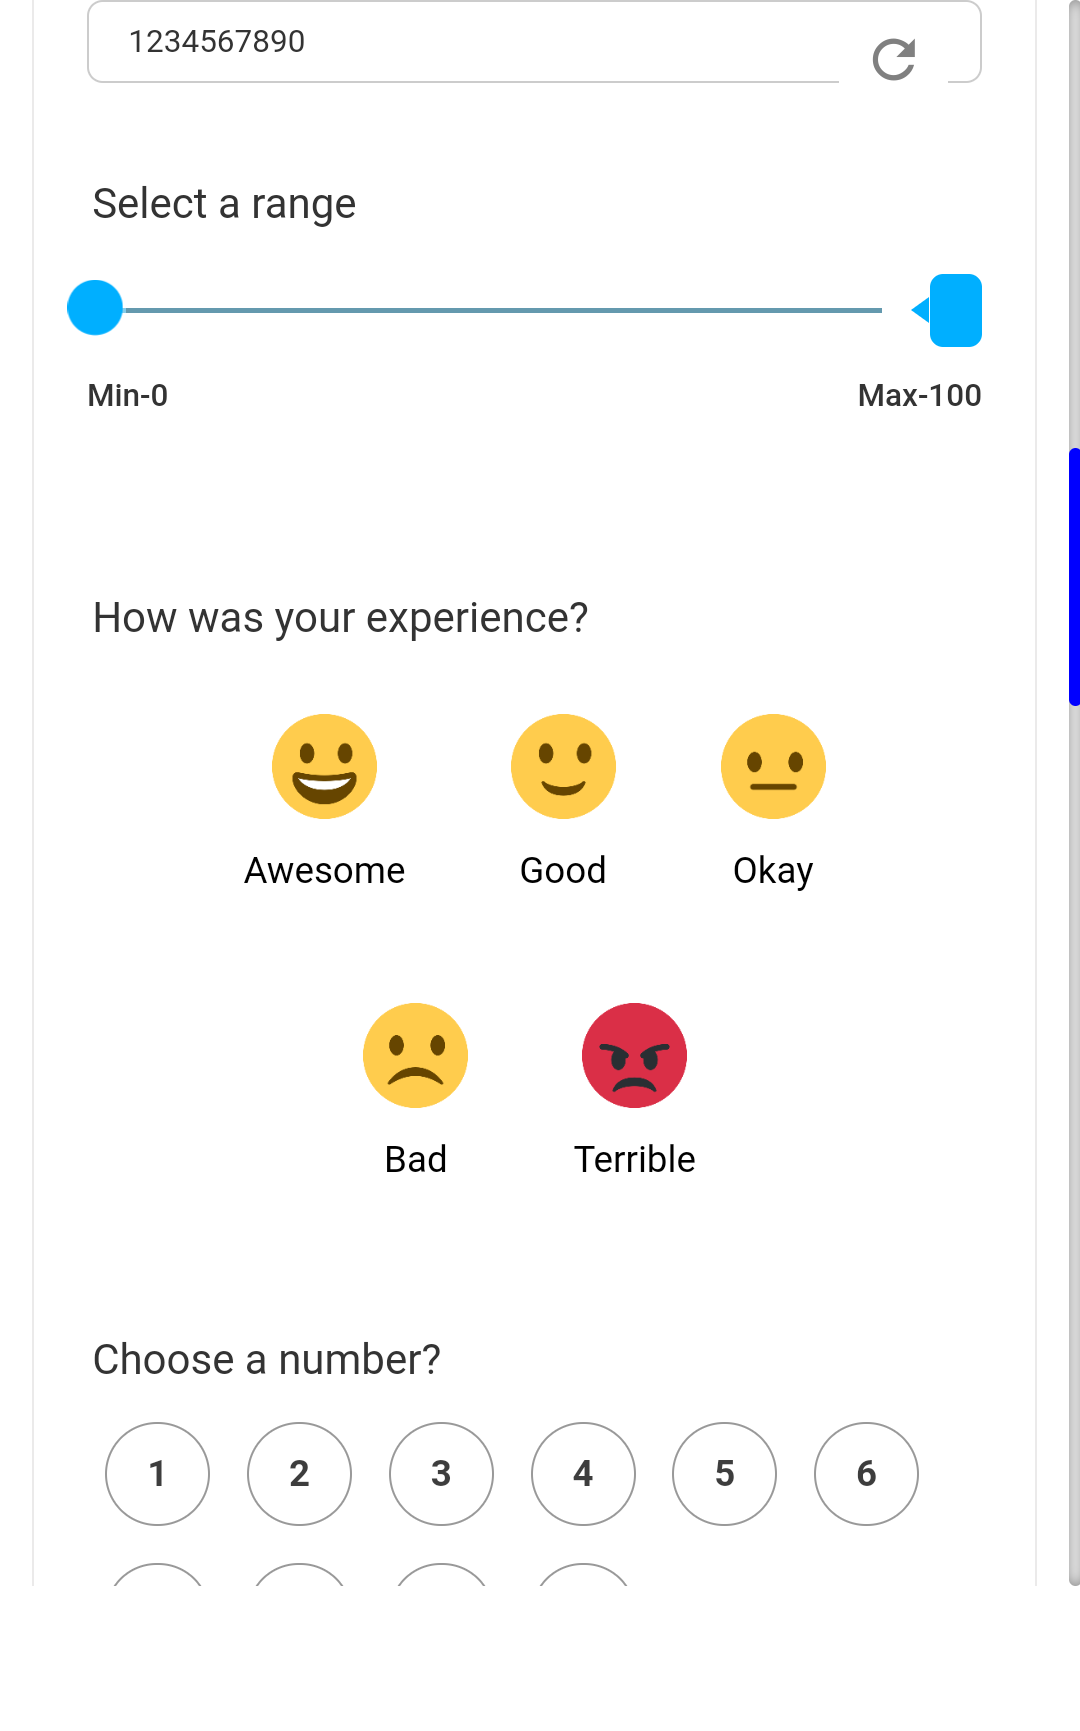 1234567890
Select a range
Min-0 Max-100
How was your experience?
Awesome Good Okay
Bad Terrible
Choose a number?
1 2 3 4 5 6